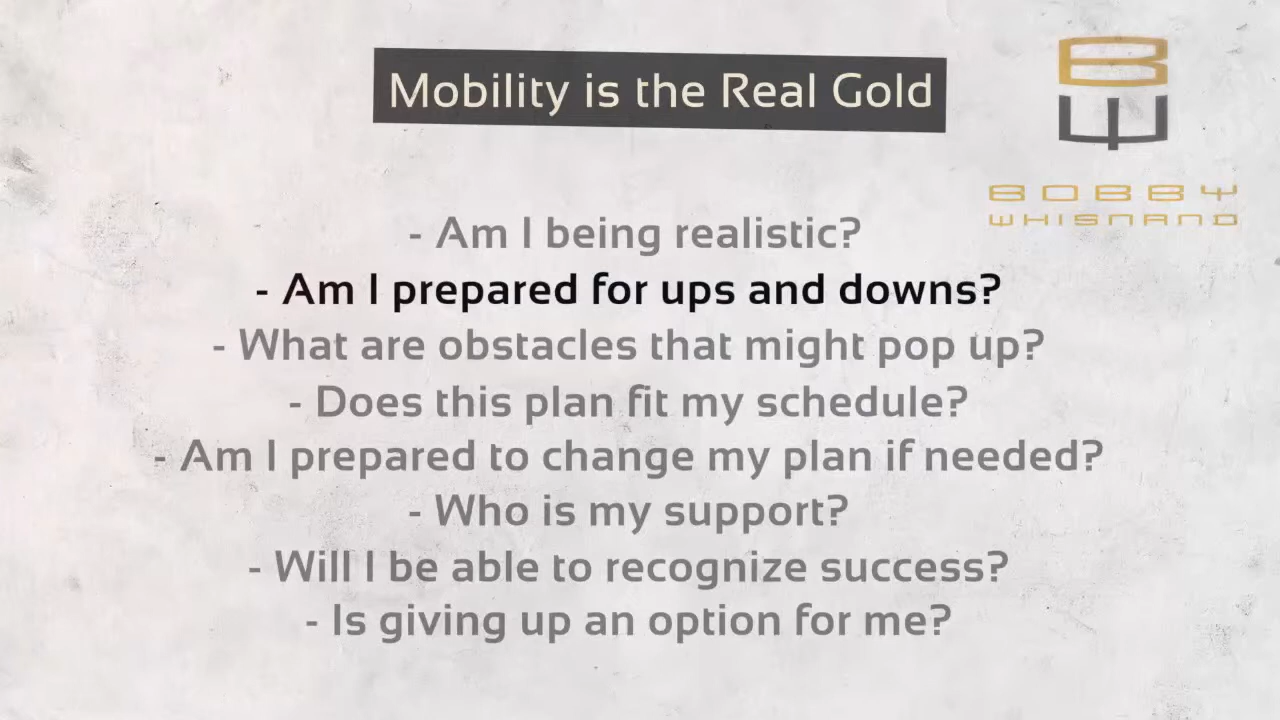 Mobility is the Real Gold
BW
BOBBY
WHISNAND
- Am I being realistic?
- Am I prepared for ups and downs?
- What are obstacles that might pop up?
- Does this plan fit my schedule?
- Am I prepared to change my plan if needed?
- Who is my support?
- Will I be able to recognize success?
- Is giving up an option for me?